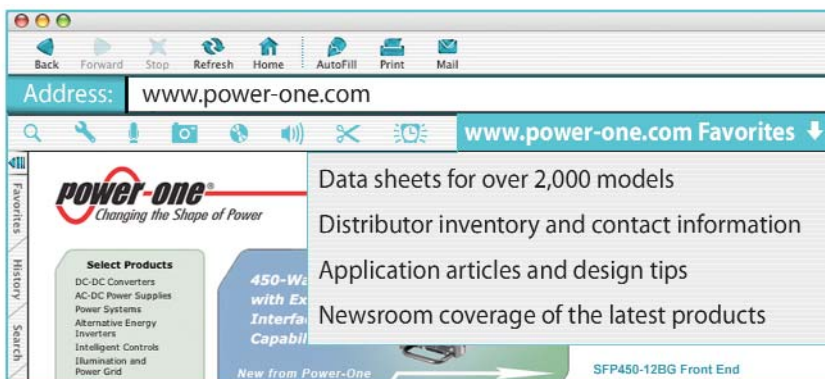 Back Forward Stop Refresh Home AutoFill Print Mail
Address: www.power-one.com
www.power-one.com Favorites
Favorites
History
Search
power-one®
Changing the Shape of Power
Data sheets for over 2,000 models
Distributor inventory and contact information
Application articles and design tips
Newsroom coverage of the latest products
Select Products
DC-DC Converters
AC-DC Power Supplies
Power Systems
Alternative Energy
Inverters
Intelligent Controls
Illumination and
Power Grid
450-Wa
with Ex
Interfa
Capabil
New from Power-One
SFP450-12BG Front End